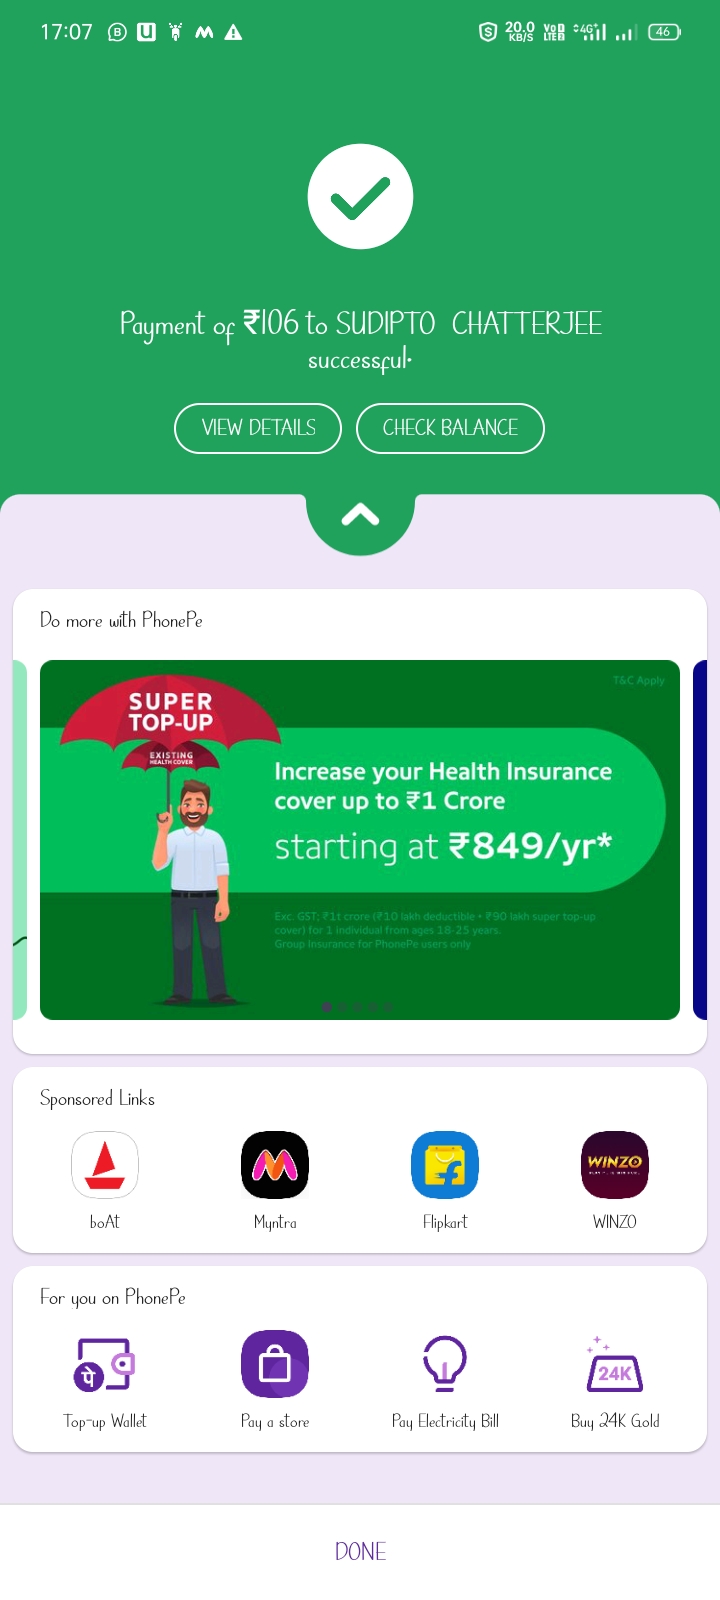 17:07
20.0 KB/S
VoD LTE2
4G+
46
Payment of ₹106 to SUDIPTO CHATTERJEE
successful.
VIEW DETAILS CHECK BALANCE
Do more with PhonePe
T&C Apply
SUPER
TOP-UP
EXISTING
HEALTH COVER
Increase your Health Insurance
cover up to ₹1 Crore
starting at ₹849/yr*
Exc. GST; ₹1t crore (₹10 lakh deductible • ₹90 lakh super top-up
cover) for 1 individual from ages 18-25 years.
Group Insurance for PhonePe users only
Sponsored Links
WINZO
boAt Myntra Flipkart WINZO
For you on PhonePe
पे
24K
Top-up Wallet Pay a store Pay Electricity Bill Buy 24K Gold
DONE